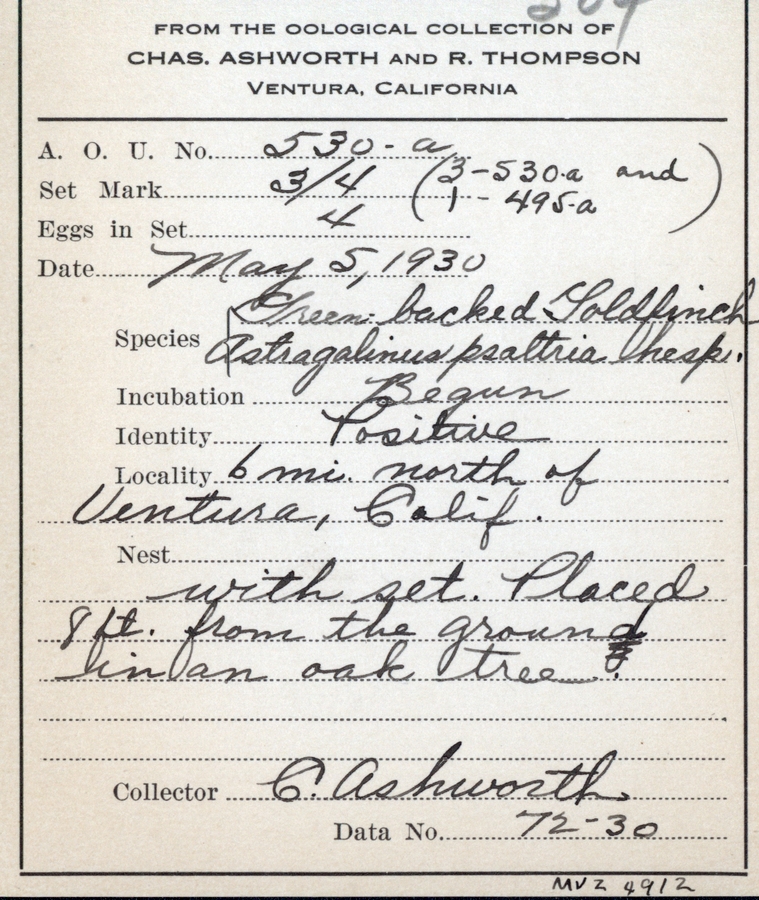 FROM THE OOLOGICAL COLLECTION OF
CHAS. ASHWORTH AND R. THOMPSON
VENTURA, CALIFORNIA
A. O. U. No. 530-a
Set Mark 3/4 (3-530-a and
1 - 495-a)
Eggs in Set 4
Date May 5, 1930
Green-backed Goldfinch
Species
Astragalinus psaltria hesp.
Incubation Begun
Identity Positive
Locality 6 mi. north of
Ventura, Calif.
Nest
with set. Placed
8 ft. from the ground
in an oak tree.
Collector C. Ashworth
Data No. 72-30
MVZ 4912